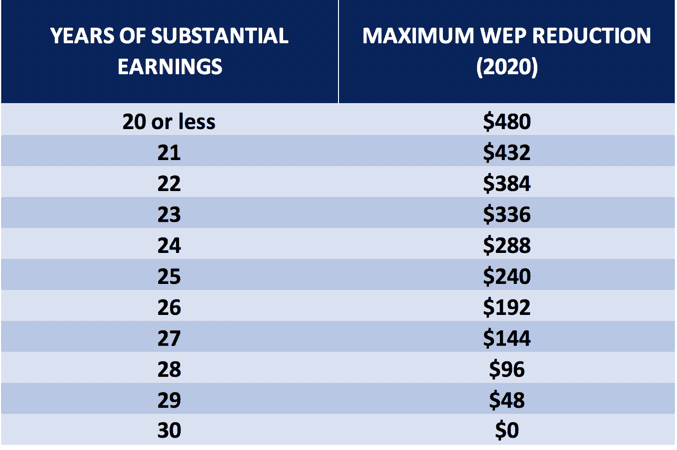 YEARS OF SUBSTANTIAL
EARNINGS
MAXIMUM WEP REDUCTION
(2020)
20 or less $480
21 $432
22 $384
23 $336
24 $288
25 $240
26 $192
27 $144
28 $96
29 $48
30 $0